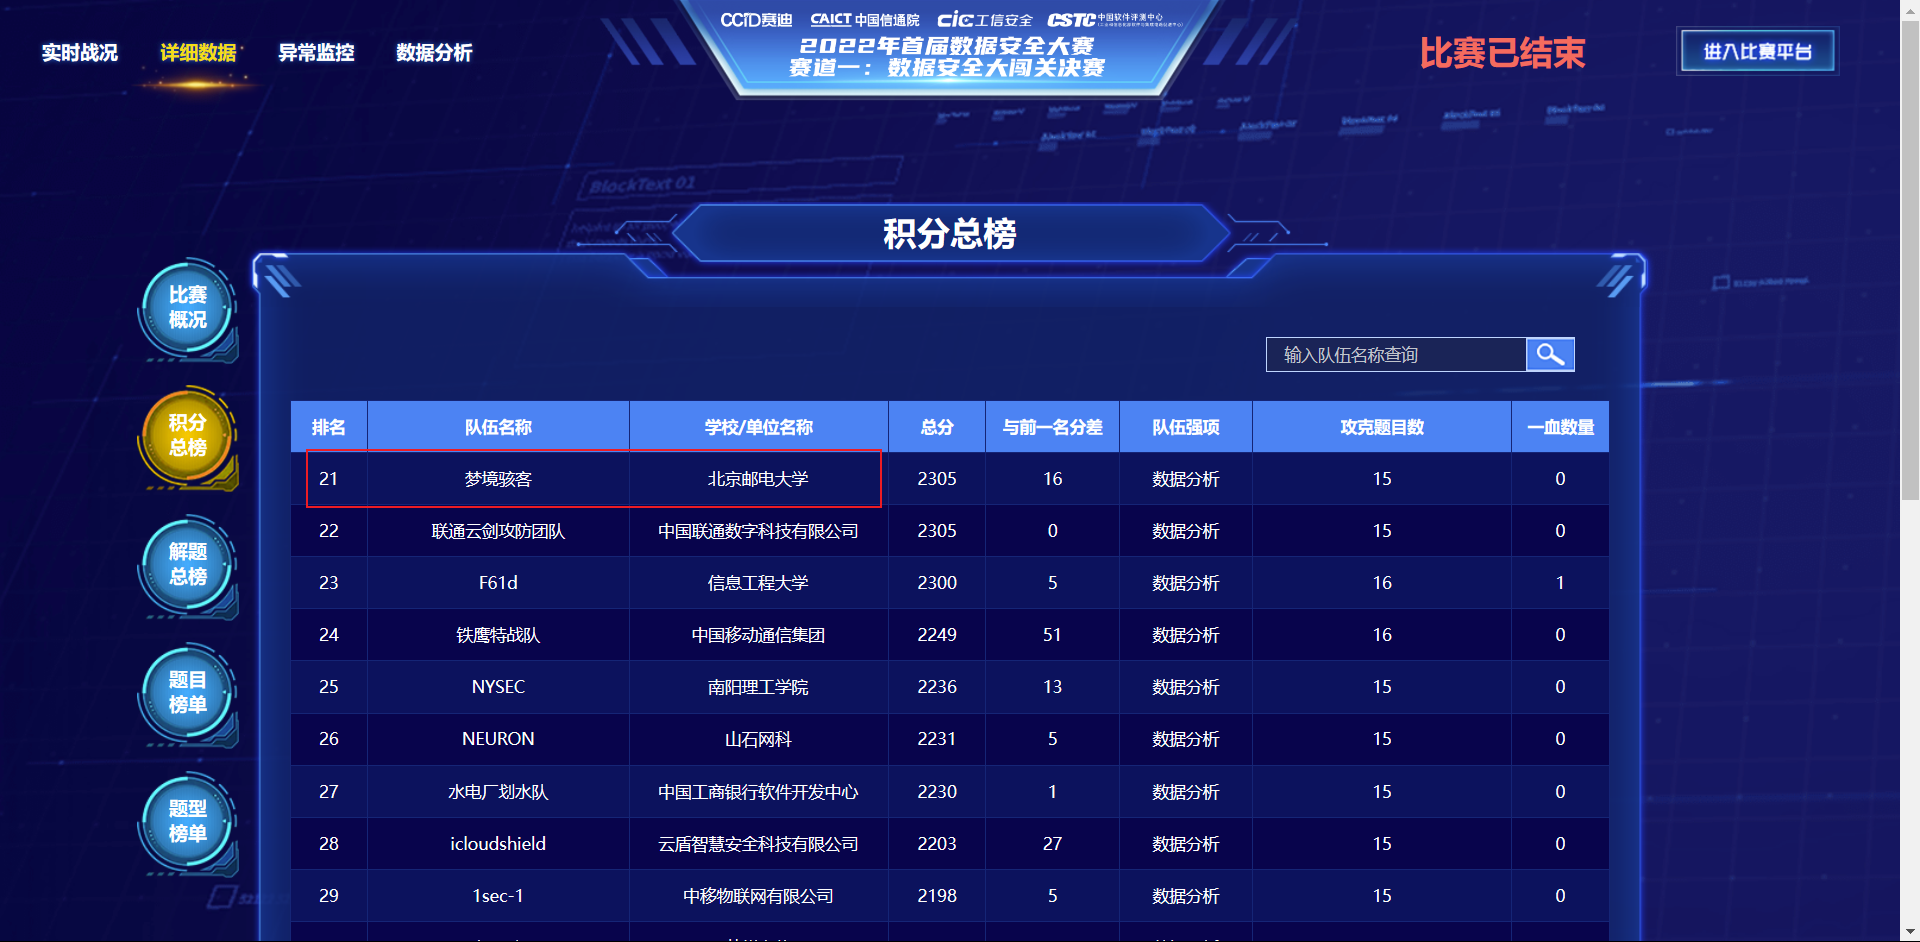 CCID赛迪 CAICT 中国信通院 CIC工信安全 CSTC 中国软件评测中心
2022年首届数据安全大赛
赛道一：数据安全大闯关决赛
实时战况 详细数据 异常监控 数据分析
比赛已结束
进入比赛平台
BlockText 01
积分总榜
比赛
概况
积分
总榜
解题
总榜
题目
榜单
题型
榜单
输入队伍名称查询
排名 队伍名称 学校/单位名称 总分 与前一名分差 队伍强项 攻克题目数 一血数量
21 梦境骇客 北京邮电大学 2305 16 数据分析 15 0
22 联通云剑攻防团队 中国联通数字科技有限公司 2305 0 数据分析 15 0
23 F61d 信息工程大学 2300 5 数据分析 16 1
24 铁鹰特战队 中国移动通信集团 2249 51 数据分析 16 0
25 NYSEC 南阳理工学院 2236 13 数据分析 15 0
26 NEURON 山石网科 2231 5 数据分析 15 0
27 水电厂划水队 中国工商银行软件开发中心 2230 1 数据分析 15 0
28 icloudshield 云盾智慧安全科技有限公司 2203 27 数据分析 15 0
29 1sec-1 中移物联网有限公司 2198 5 数据分析 15 0